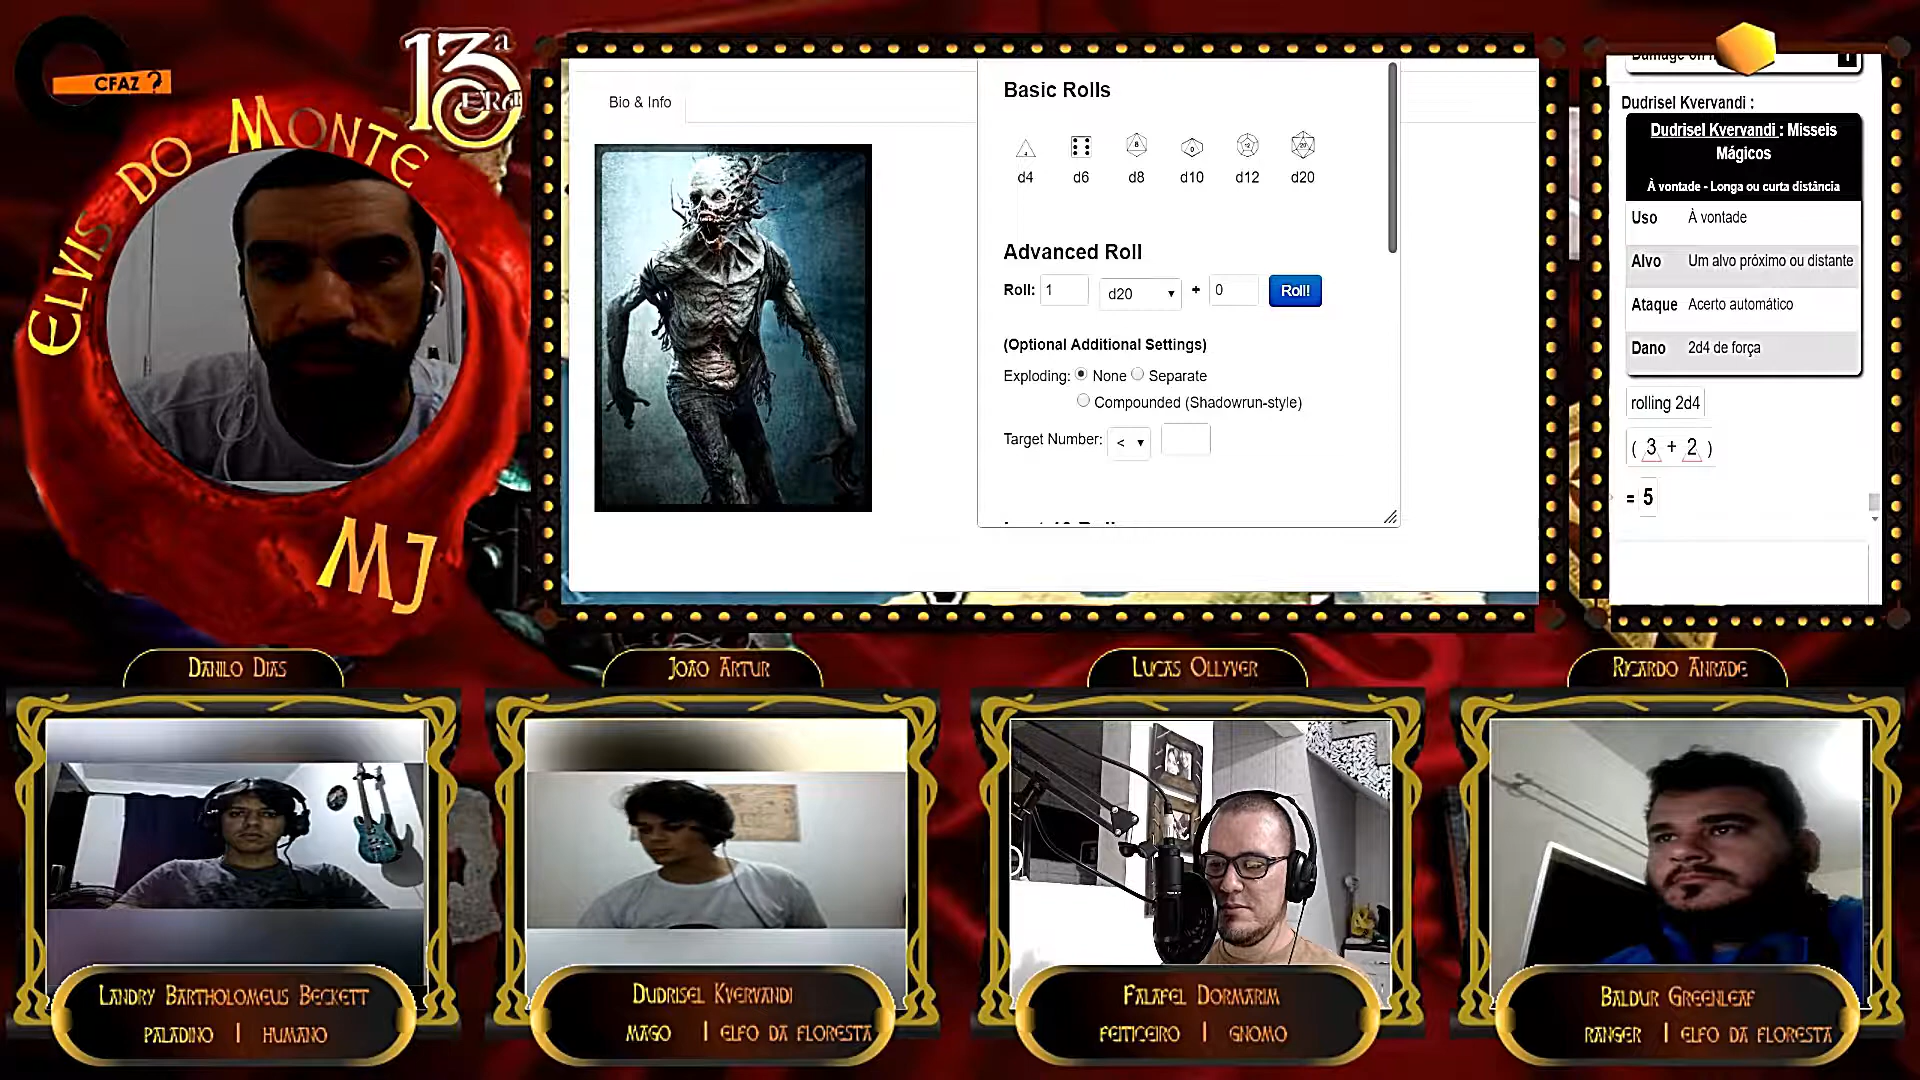 CFAZ ?
13ª
ERA
ELVIS DO MONTE
MJ
Bio & Info
Basic Rolls
d4 d6 d8 d10 d12 d20
Advanced Roll
Roll: 1 d20 + 0 Roll!
(Optional Additional Settings)
Exploding: None Separate
Compounded (Shadowrun-style)
Target Number: <
Dudrisel Kvervandi :
Dudrisel Kvervandi : Misseis
Mágicos
À vontade - Longa ou curta distância
Uso À vontade
Alvo Um alvo próximo ou distante
Ataque Acerto automático
Dano 2d4 de força
rolling 2d4
( 3 + 2 )
= 5
DANILO DIAS
JOÃO ARTUR
LUCAS OLLYVER
RICARDO ANRADE
LANDRY BARTHOLOMEUS BECKETT
PALADINO | HUMANO
DUDRISEL KVERVANDI
MAGO | ELFO DA FLORESTA
FALAFEL DORMARIM
FEITICEIRO | GNOMO
BALDUR GREENLEAF
RANGER | ELFO DA FLORESTA